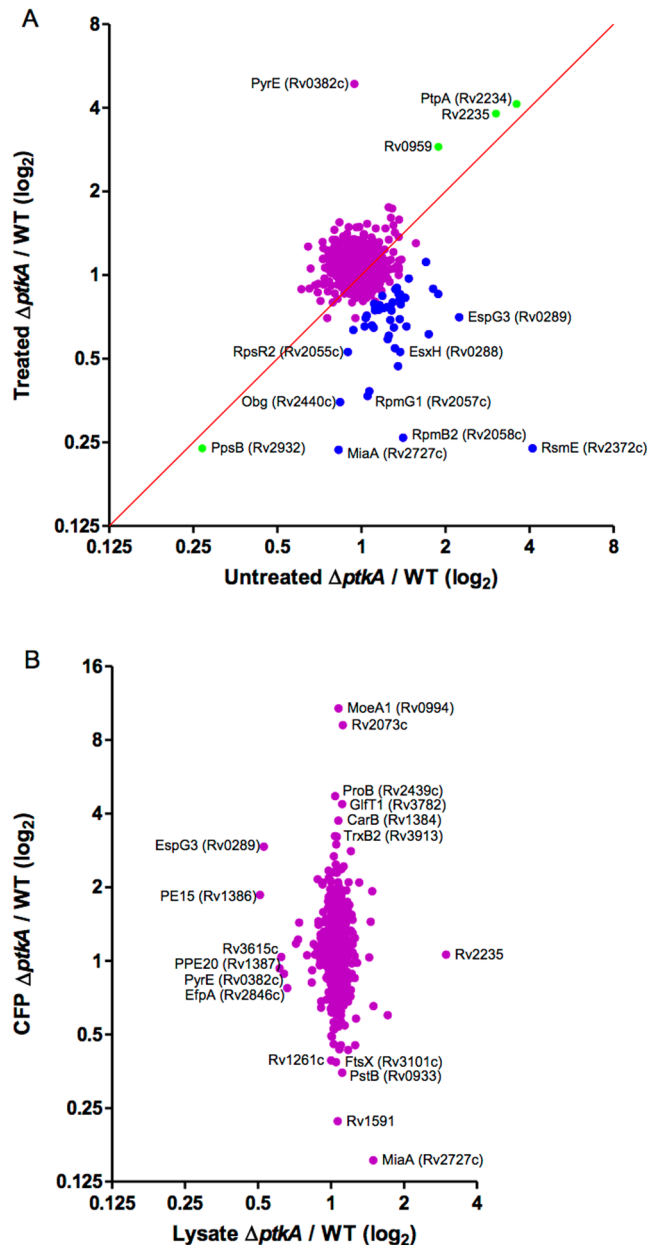 A
8
4
2
1
0.5
0.25
0.125
Treated ΔptkA / WT (log2)
PyrE (Rv0382c)
PtpA (Rv2234)
Rv2235
Rv0959
EspG3 (Rv0289)
RpsR2 (Rv2055c)
EsxH (Rv0288)
Obg (Rv2440c)
RpmG1 (Rv2057c)
RpmB2 (Rv2058c)
PpsB (Rv2932)
MiaA (Rv2727c)
RsmE (Rv2372c)
0.125 0.25 0.5 1 2 4 8
Untreated ΔptkA / WT (log2)
B
16
8
4
2
1
0.5
0.25
0.125
CFP ΔptkA / WT (log2)
MoeA1 (Rv0994)
Rv2073c
ProB (Rv2439c)
GlfT1 (Rv3782)
CarB (Rv1384)
TrxB2 (Rv3913)
EspG3 (Rv0289)
PE15 (Rv1386)
Rv3615c
Rv2235
PPE20 (Rv1387)
PyrE (Rv0382c)
EfpA (Rv2846c)
Rv1261c
FtsX (Rv3101c)
PstB (Rv0933)
Rv1591
MiaA (Rv2727c)
0.125 0.25 0.5 1 2 4
Lysate ΔptkA / WT (log2)